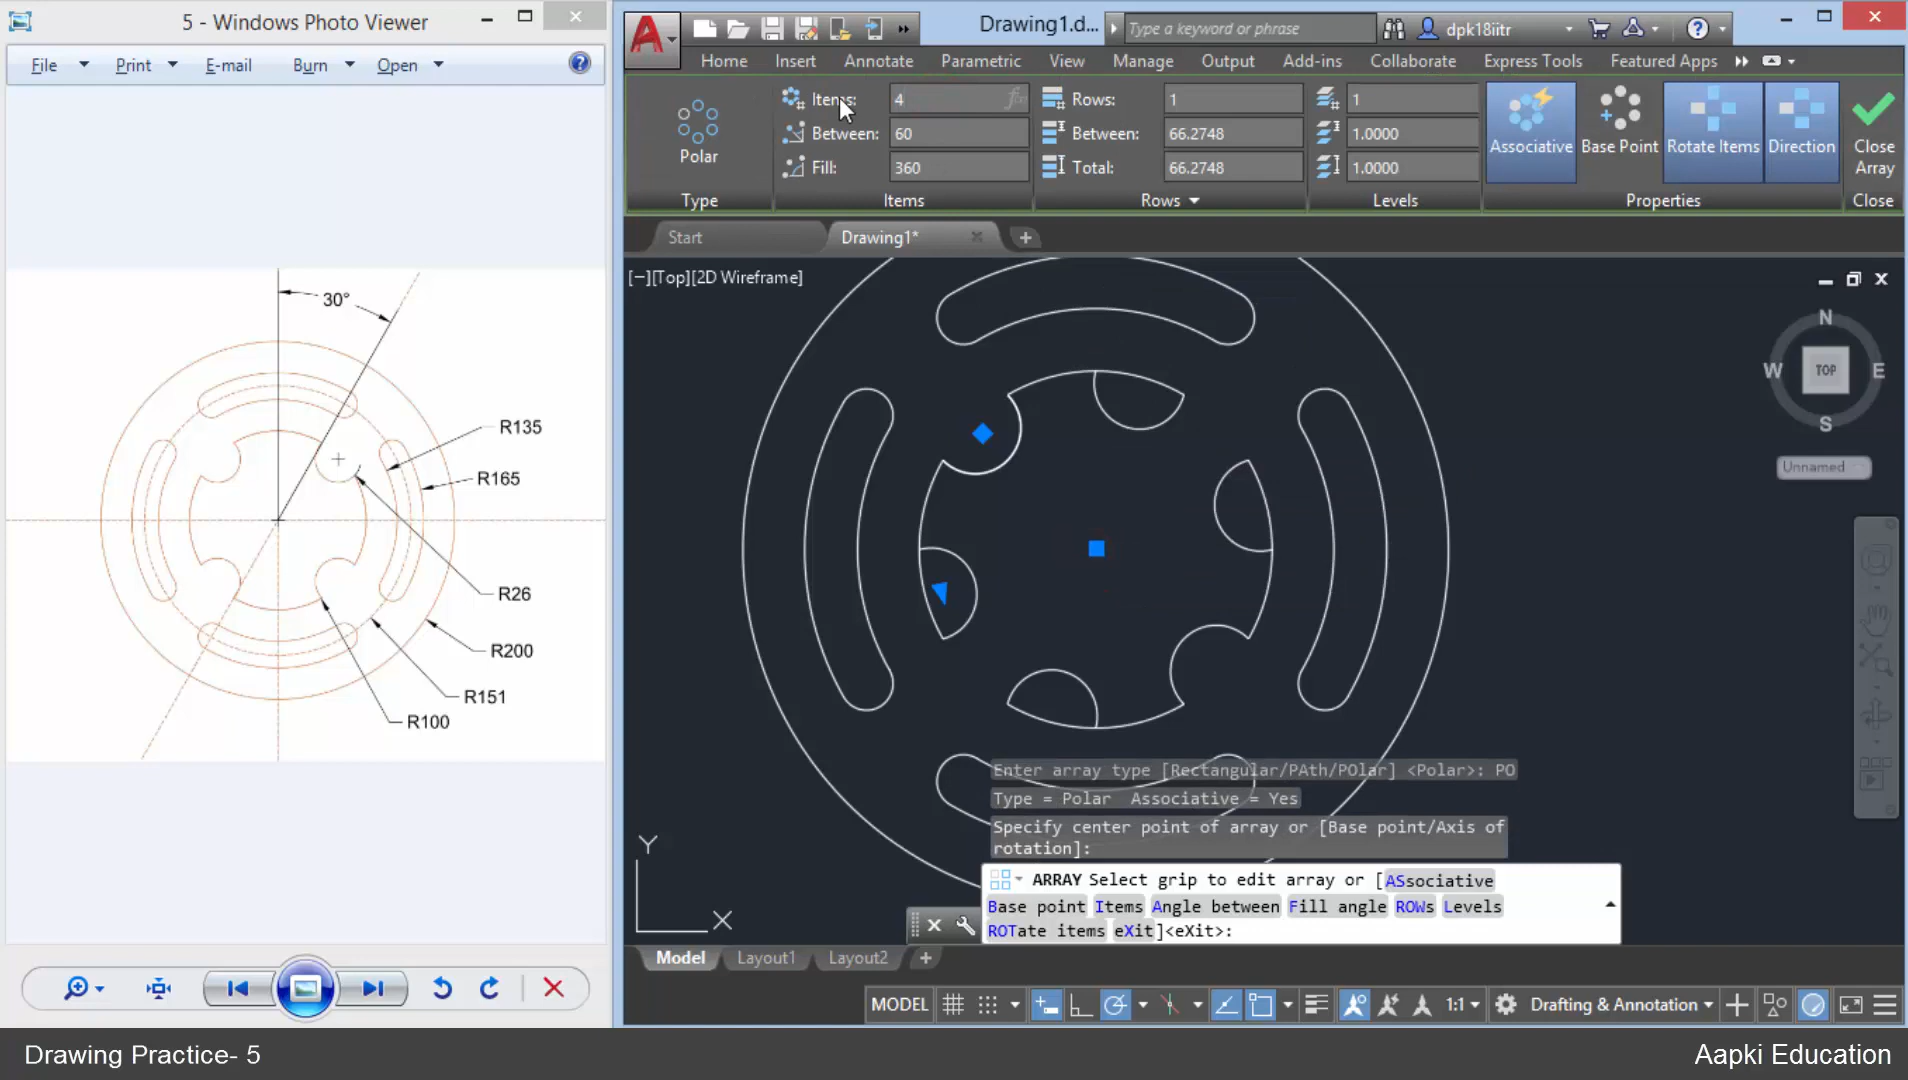 5 - Windows Photo Viewer
File Print E-mail Burn Open
30°
R135
R165
R26
R200
R151
R100
Drawing1.d...
Type a keyword or phrase
dpk18iitr
Home Insert Annotate Parametric View Manage Output Add-ins Collaborate Express Tools Featured Apps
Polar
Type
Items: 4
Between: 60
Fill: 360
Items
Rows: 1
Between: 66.2748
Total: 66.2748
Rows
1
1.0000
1.0000
Levels
Associative Base Point Rotate Items Direction
Properties
Close
Array
Close
Start Drawing1*
[−][Top][2D Wireframe]
N
W TOP E
S
Unnamed
Y
X
Enter array type [Rectangular/PAth/POlar] <Polar>: PO
Type = Polar Associative = Yes
Specify center point of array or [Base point/Axis of
rotation]:
ARRAY Select grip to edit array or [ASsociative
Base point Items Angle between Fill angle ROWs Levels
ROTate items eXit]<eXit>:
Model Layout1 Layout2
MODEL 1:1 Drafting & Annotation
Drawing Practice- 5
Aapki Education